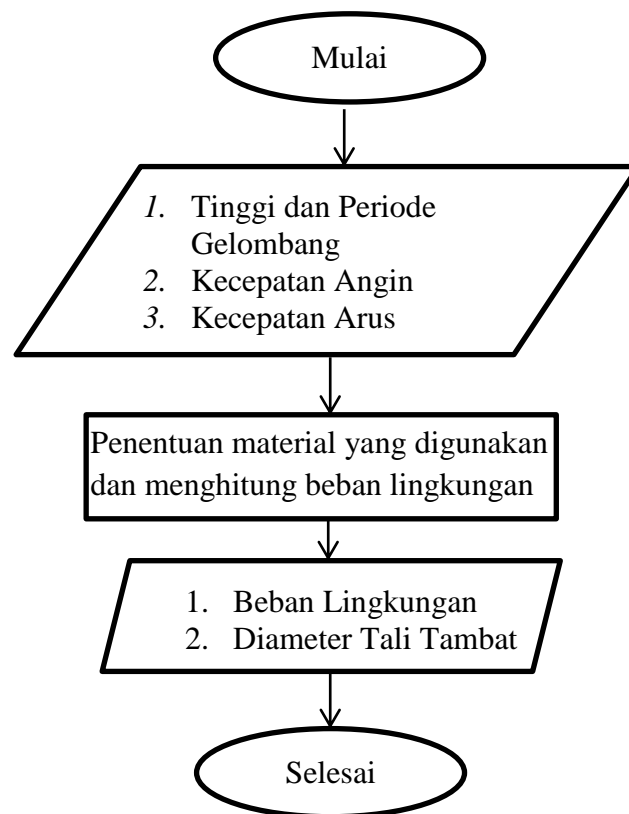 Mulai
1. Tinggi dan Periode
Gelombang
2. Kecepatan Angin
3. Kecepatan Arus
Penentuan material yang digunakan
dan menghitung beban lingkungan
1. Beban Lingkungan
2. Diameter Tali Tambat
Selesai